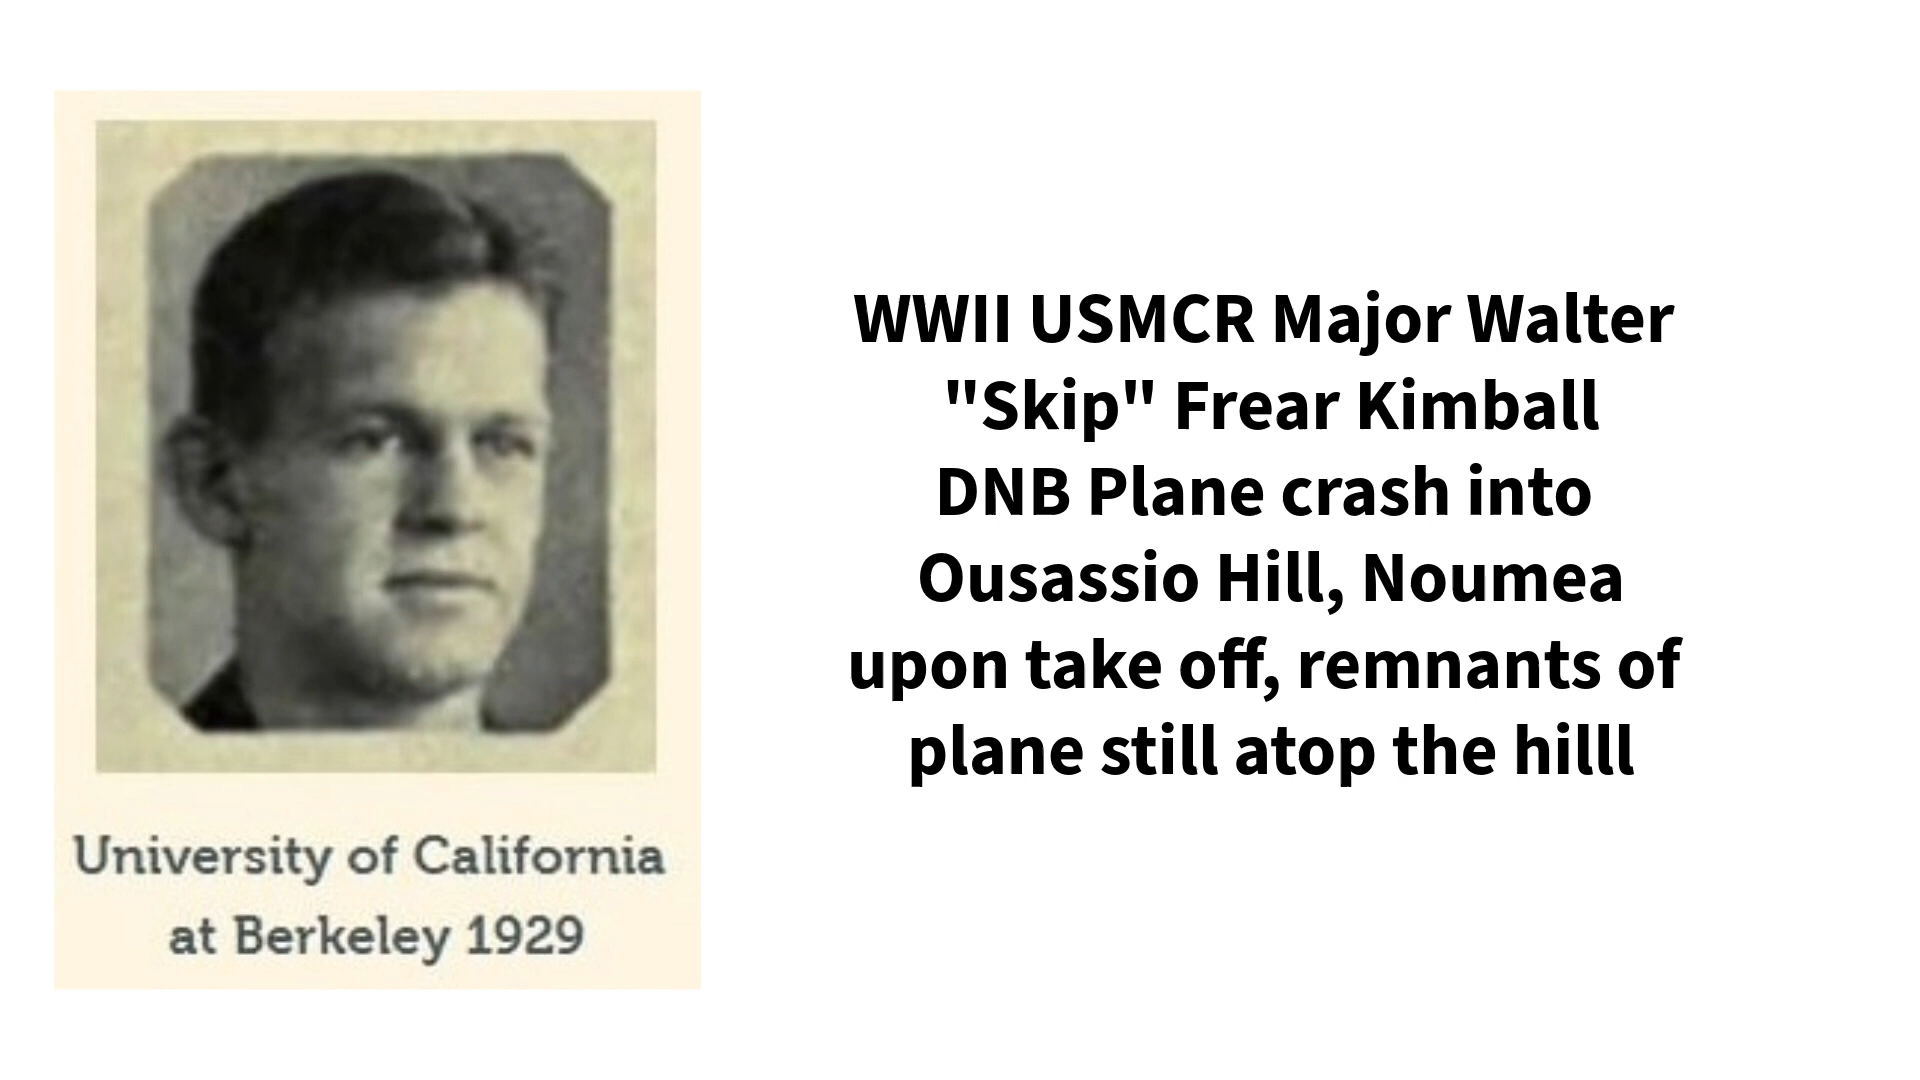 University of California
at Berkeley 1929
WWII USMCR Major Walter
"Skip" Frear Kimball
DNB Plane crash into
Ousassio Hill, Noumea
upon take off, remnants of
plane still atop the hilll